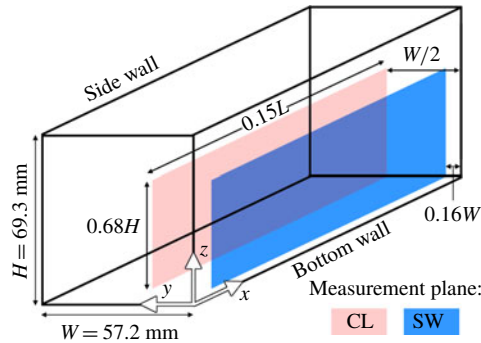 Side wall
W/2
0.15L
H = 69.3 mm
0.68H
0.16W
z
y
x
Bottom wall
W = 57.2 mm
Measurement plane:
CL
SW